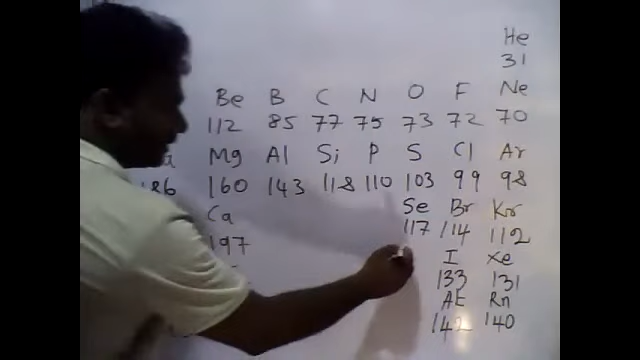 He
31
Be B C N O F Ne
112 85 77 75 73 72 70
a Mg Al Si P S Cl Ar
186 160 143 118 110 103 99 98
Ca Se Br Kr
197 117 114 112
I Xe
133 131
At Rn
142 140